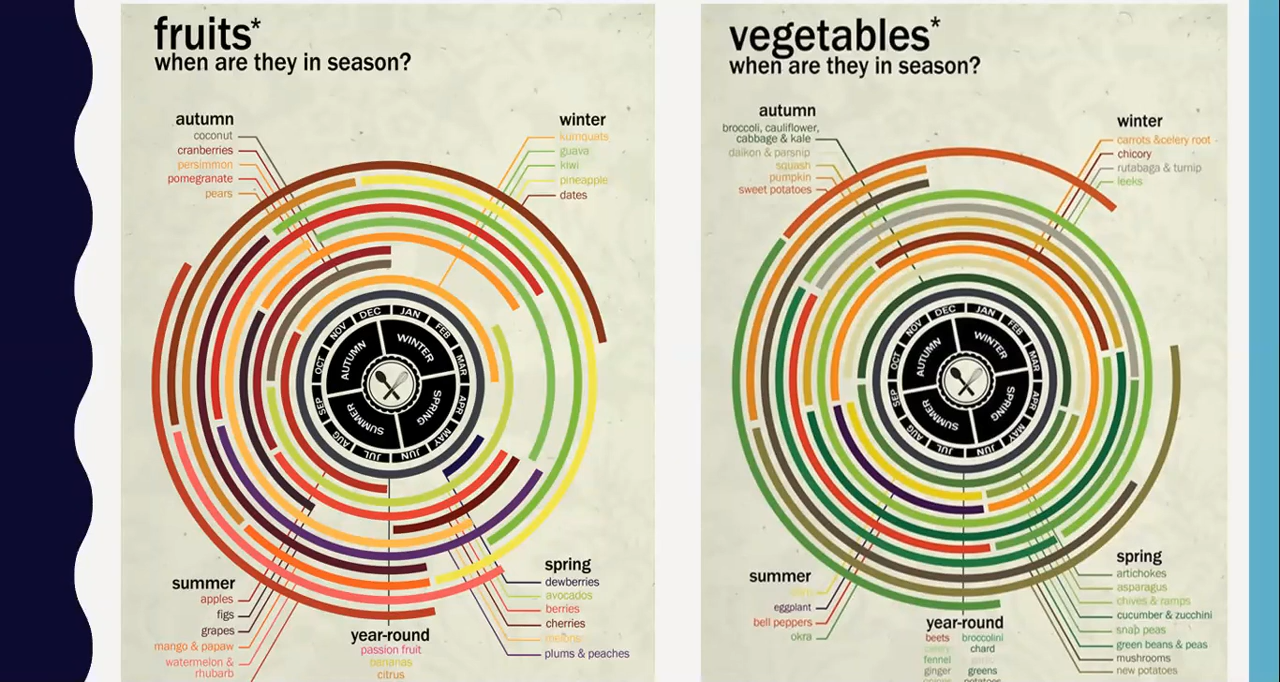 fruits*
when are they in season?
autumn
coconut
cranberries
persimmon
pomegranate
pears
winter
kumquats
guava
kiwi
pineapple
dates
DEC
JAN
FEB
MAR
APR
MAY
JUN
JUL
AUG
SEP
OCT
NOV
AUTUMN
WINTER
SPRING
SUMMER
summer
apples
figs
grapes
mango & papaw
watermelon &
rhubarb
year-round
passion fruit
bananas
citrus
spring
dewberries
avocados
berries
cherries
melons
plums & peaches
vegetables*
when are they in season?
autumn
broccoli, cauliflower,
cabbage & kale
daikon & parsnip
squash
pumpkin
sweet potatoes
winter
carrots &celery root
chicory
rutabaga & turnip
leeks
DEC
JAN
FEB
MAR
APR
MAY
JUN
JUL
AUG
SEP
OCT
NOV
AUTUMN
WINTER
SPRING
SUMMER
summer
eggplant
bell peppers
okra
year-round
beets broccolini
chard
fennel
ginger greens
potatoes
spring
artichokes
asparagus
chives & ramps
cucumber & zucchini
snap peas
green beans & peas
mushrooms
new potatoes